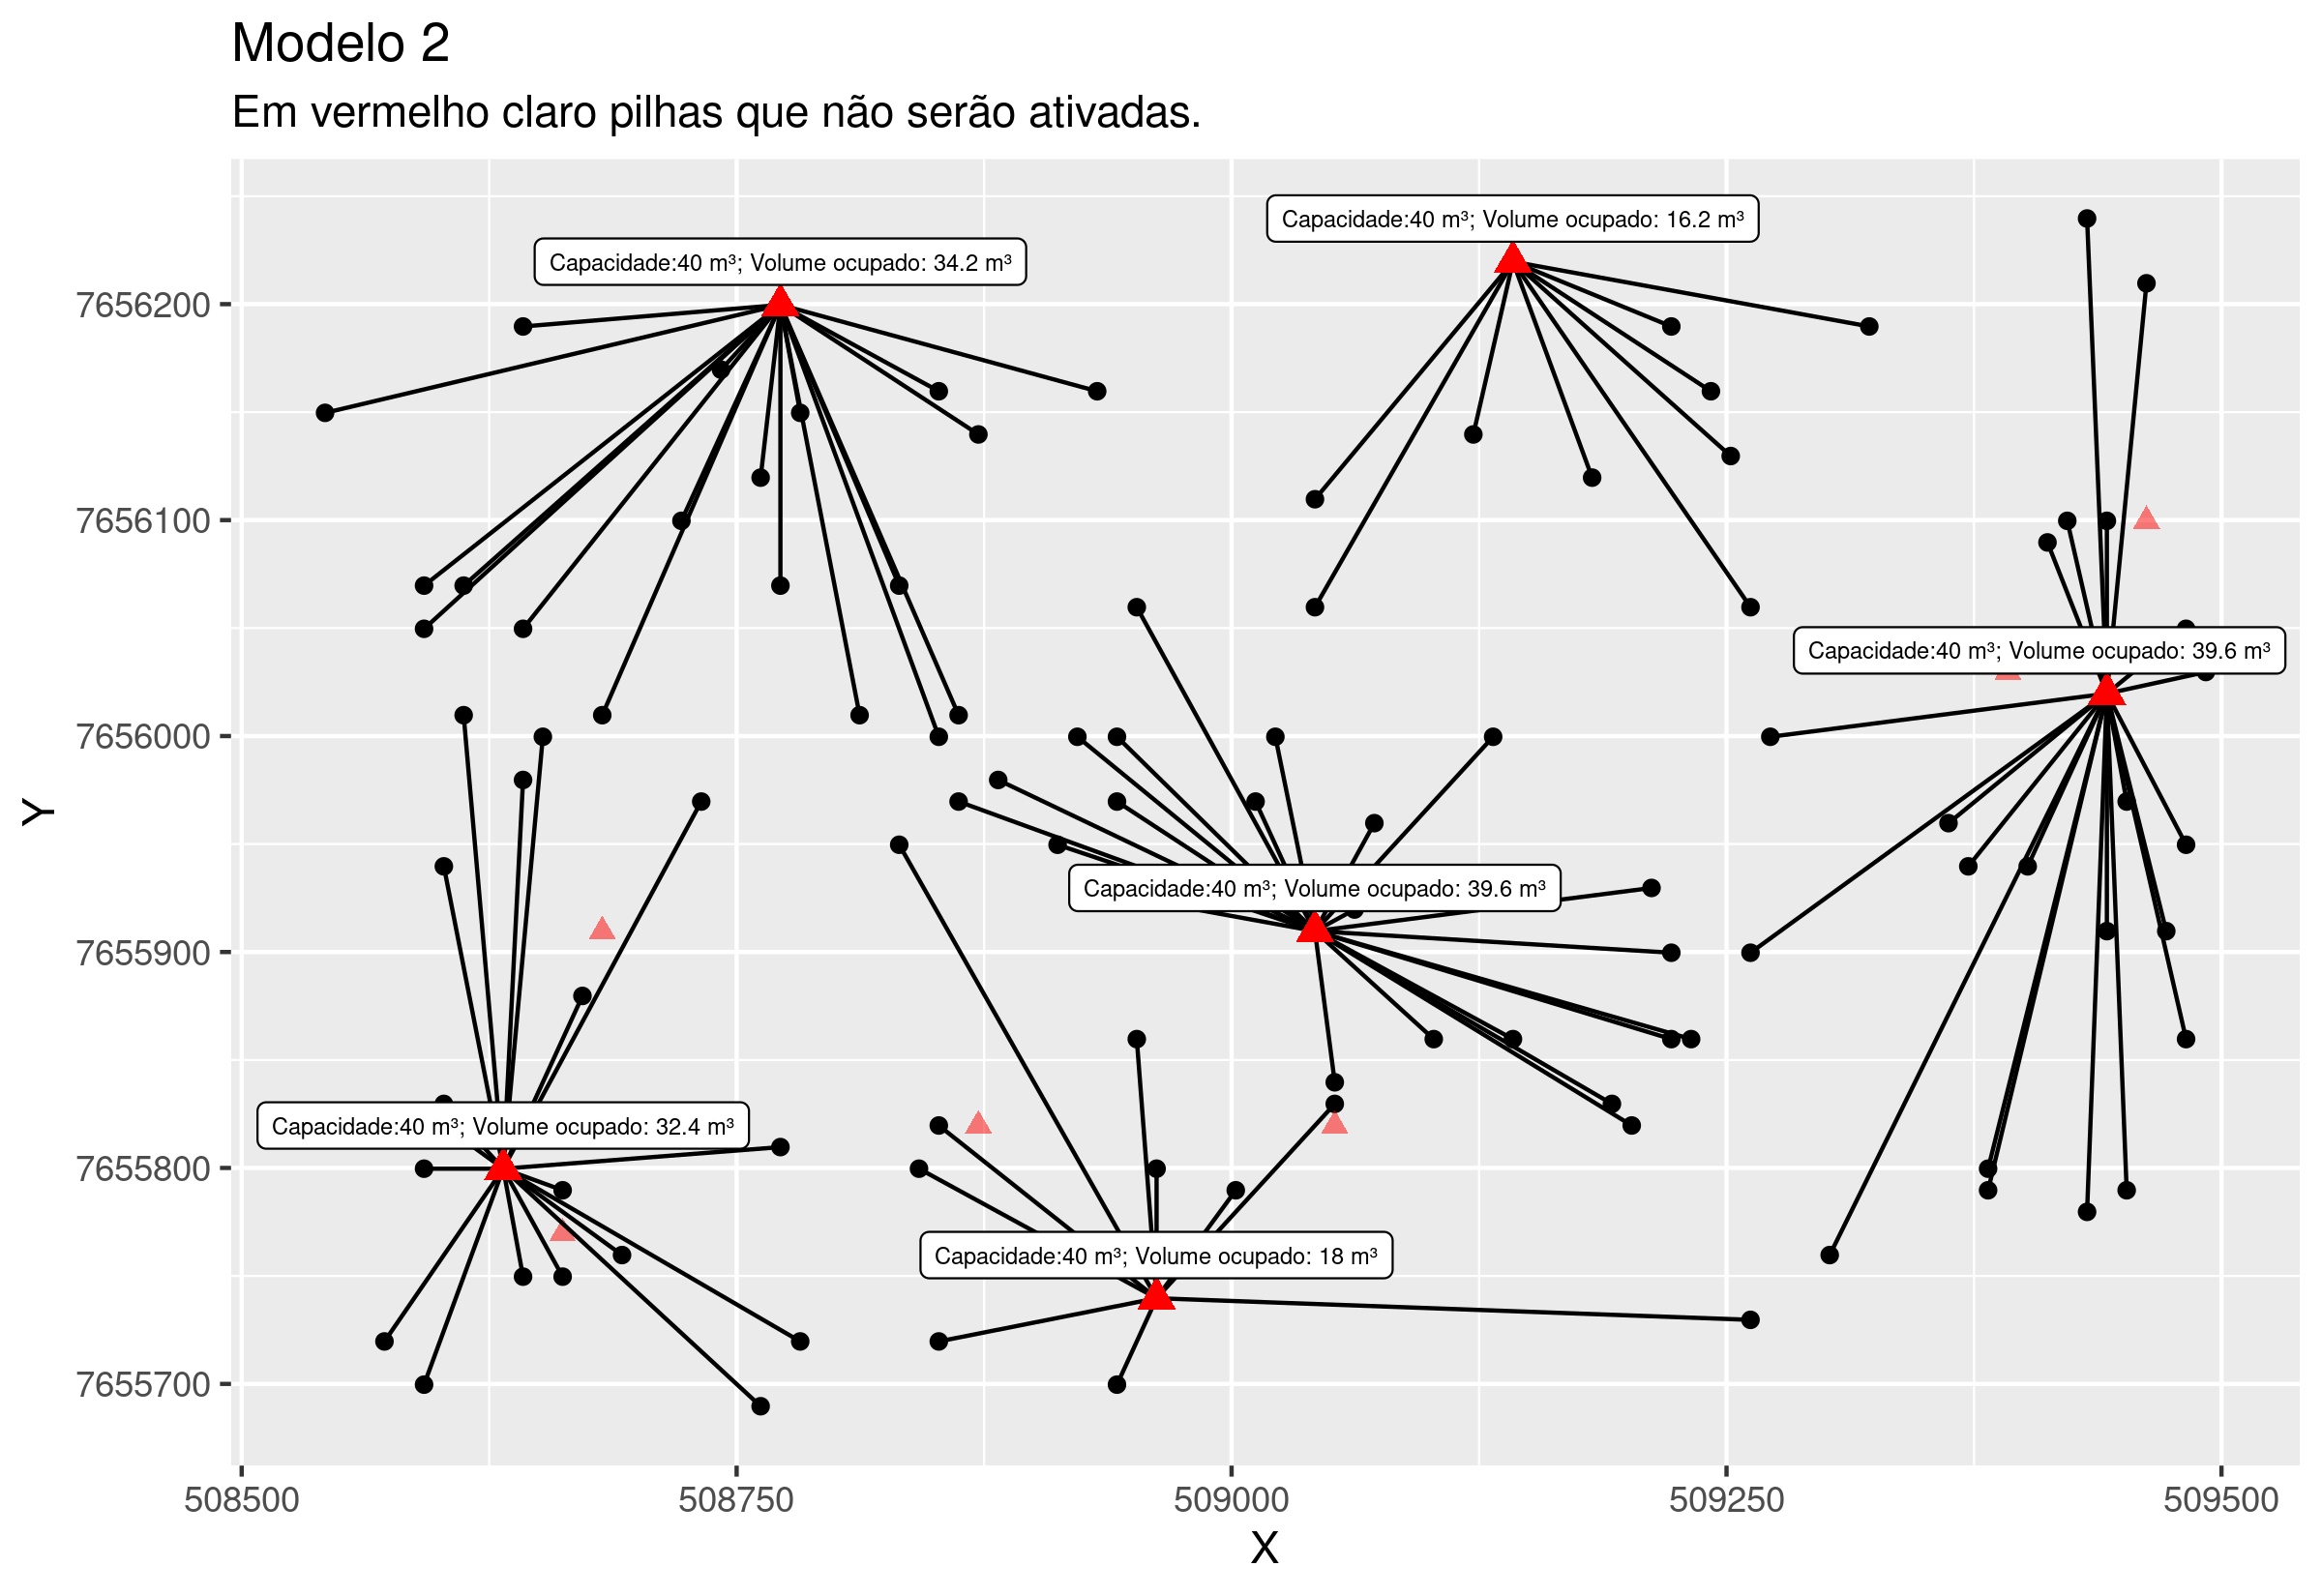 Modelo 2
Em vermelho claro pilhas que não serão ativadas.
Capacidade:40 m³; Volume ocupado: 16.2 m³
Capacidade:40 m³; Volume ocupado: 34.2 m³
7656200
7656100
Capacidade:40 m³; Volume ocupado: 39.6 m³
7656000
Y
Capacidade:40 m³; Volume ocupado: 39.6 m³
7655900
Capacidade:40 m³; Volume ocupado: 32.4 m³
7655800
Capacidade:40 m³; Volume ocupado: 18 m³
7655700
508500 508750 509000 509250 509500
X